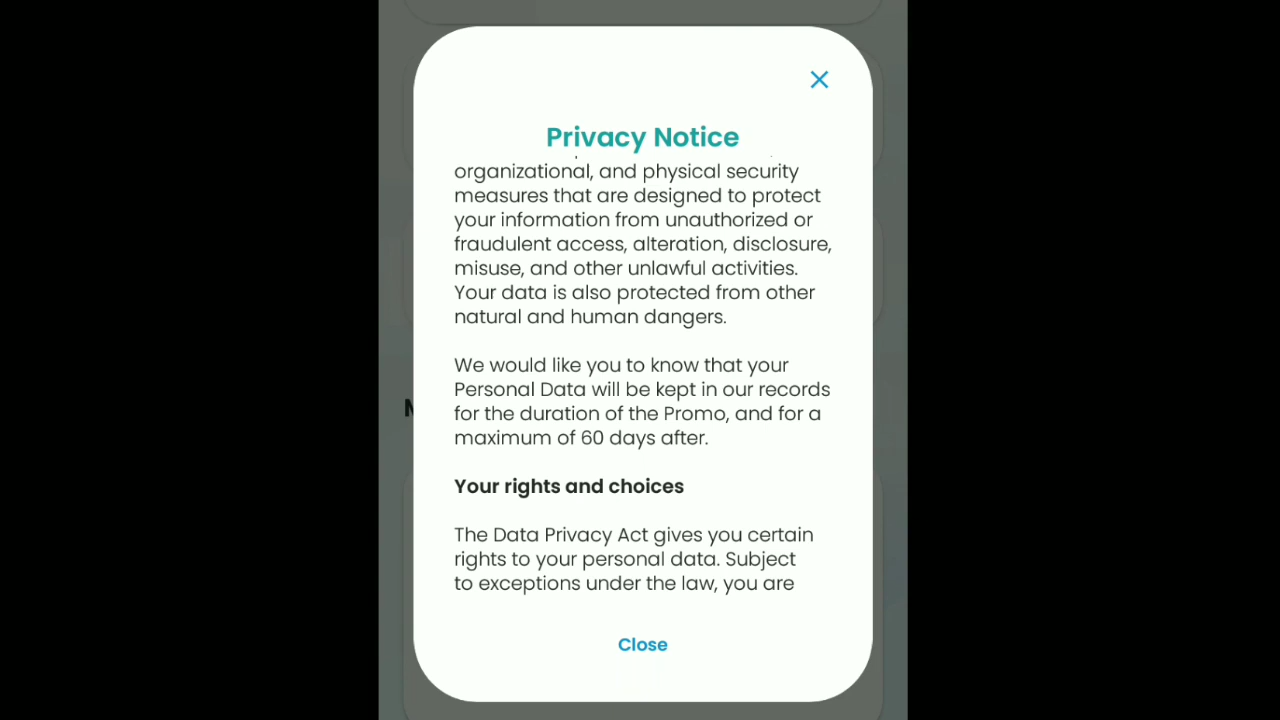 Privacy Notice
organizational, and physical security
measures that are designed to protect
your information from unauthorized or
fraudulent access, alteration, disclosure,
misuse, and other unlawful activities.
Your data is also protected from other
natural and human dangers.
We would like you to know that your
Personal Data will be kept in our records
for the duration of the Promo, and for a
maximum of 60 days after.
Your rights and choices
The Data Privacy Act gives you certain
rights to your personal data. Subject
to exceptions under the law, you are
Close